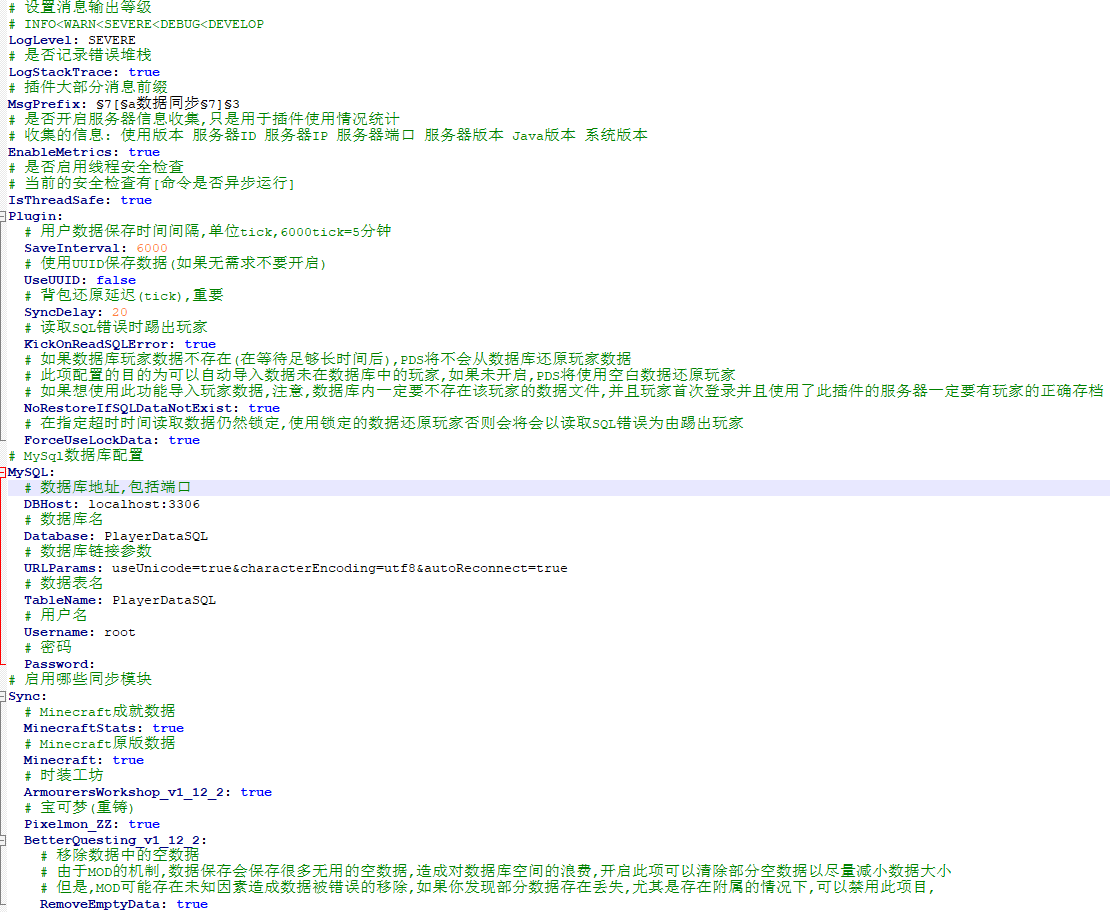 # 设置消息输出等级
# INFO<WARN<SEVERE<DEBUG<DEVELOP
LogLevel: SEVERE
# 是否记录错误堆栈
LogStackTrace: true
# 插件大部分消息前缀
MsgPrefix: §7[§a数据同步§7]§3
# 是否开启服务器信息收集,只是用于插件使用情况统计
# 收集的信息: 使用版本 服务器ID 服务器IP 服务器端口 服务器版本 Java版本 系统版本
EnableMetrics: true
# 是否启用线程安全检查
# 当前的安全检查有[命令是否异步运行]
IsThreadSafe: true
Plugin:
  # 用户数据保存时间间隔,单位tick,6000tick=5分钟
  SaveInterval: 6000
  # 使用UUID保存数据(如果无需求不要开启)
  UseUUID: false
  # 背包还原延迟(tick),重要
  SyncDelay: 20
  # 读取SQL错误时踢出玩家
  KickOnReadSQLError: true
  # 如果数据库玩家数据不存在(在等待足够长时间后),PDS将不会从数据库还原玩家数据
  # 此项配置的目的为可以自动导入数据未在数据库中的玩家,如果未开启,PDS将使用空白数据还原玩家
  # 如果想使用此功能导入玩家数据,注意,数据库内一定要不存在该玩家的数据文件,并且玩家首次登录并且使用了此插件的服务器一定要有玩家的正确存档
  NoRestoreIfSQLDataNotExist: true
  # 在指定超时时间读取数据仍然锁定,使用锁定的数据还原玩家否则会将会以读取SQL错误为由踢出玩家
  ForceUseLockData: true
# MySql数据库配置
MySQL:
  # 数据库地址,包括端口
  DBHost: localhost:3306
  # 数据库名
  Database: PlayerDataSQL
  # 数据库链接参数
  URLParams: useUnicode=true&characterEncoding=utf8&autoReconnect=true
  # 数据表名
  TableName: PlayerDataSQL
  # 用户名
  Username: root
  # 密码
  Password:
# 启用哪些同步模块
Sync:
  # Minecraft成就数据
  MinecraftStats: true
  # Minecraft原版数据
  Minecraft: true
  # 时装工坊
  ArmourersWorkshop_v1_12_2: true
  # 宝可梦(重铸)
  Pixelmon_ZZ: true
  BetterQuesting_v1_12_2:
    # 移除数据中的空数据
    # 由于MOD的机制,数据保存会保存很多无用的空数据,造成对数据库空间的浪费,开启此项可以清除部分空数据以尽量减小数据大小
    # 但是,MOD可能存在未知因素造成数据被错误的移除,如果你发现部分数据存在丢失,尤其是存在附属的情况下,可以禁用此项目,
    RemoveEmptyData: true